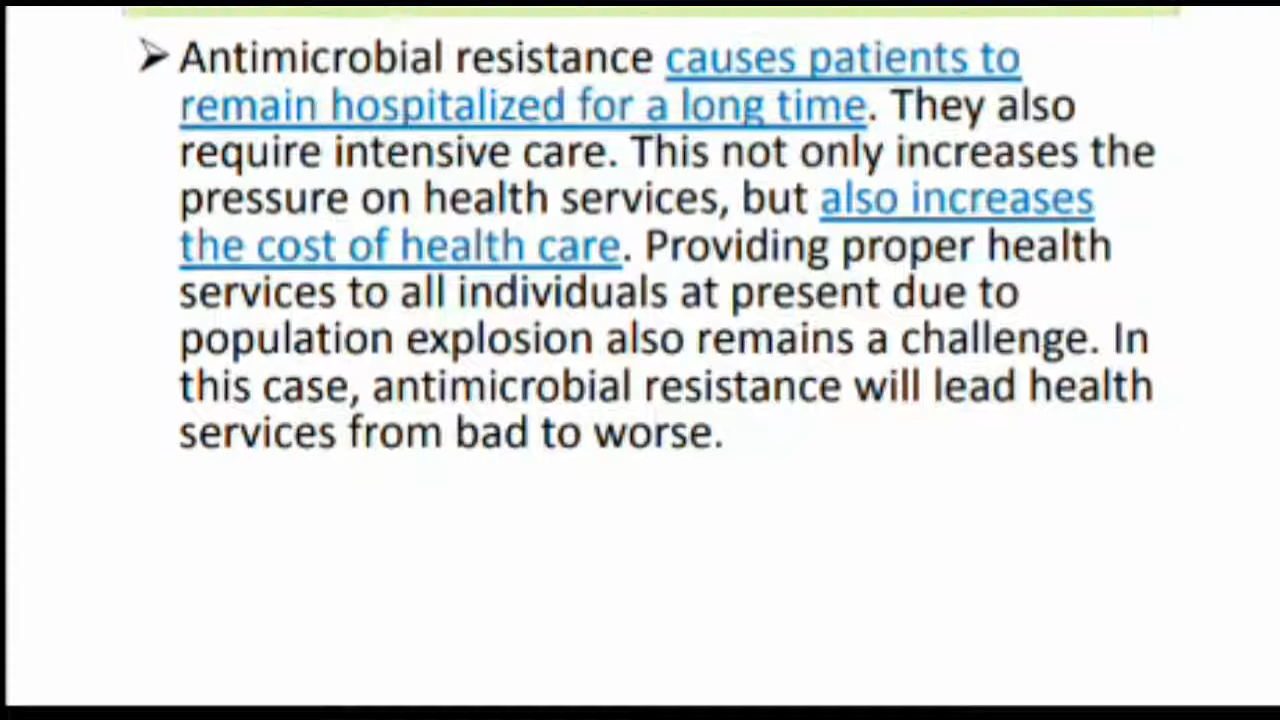 ➢ Antimicrobial resistance causes patients to
remain hospitalized for a long time. They also
require intensive care. This not only increases the
pressure on health services, but also increases
the cost of health care. Providing proper health
services to all individuals at present due to
population explosion also remains a challenge. In
this case, antimicrobial resistance will lead health
services from bad to worse.